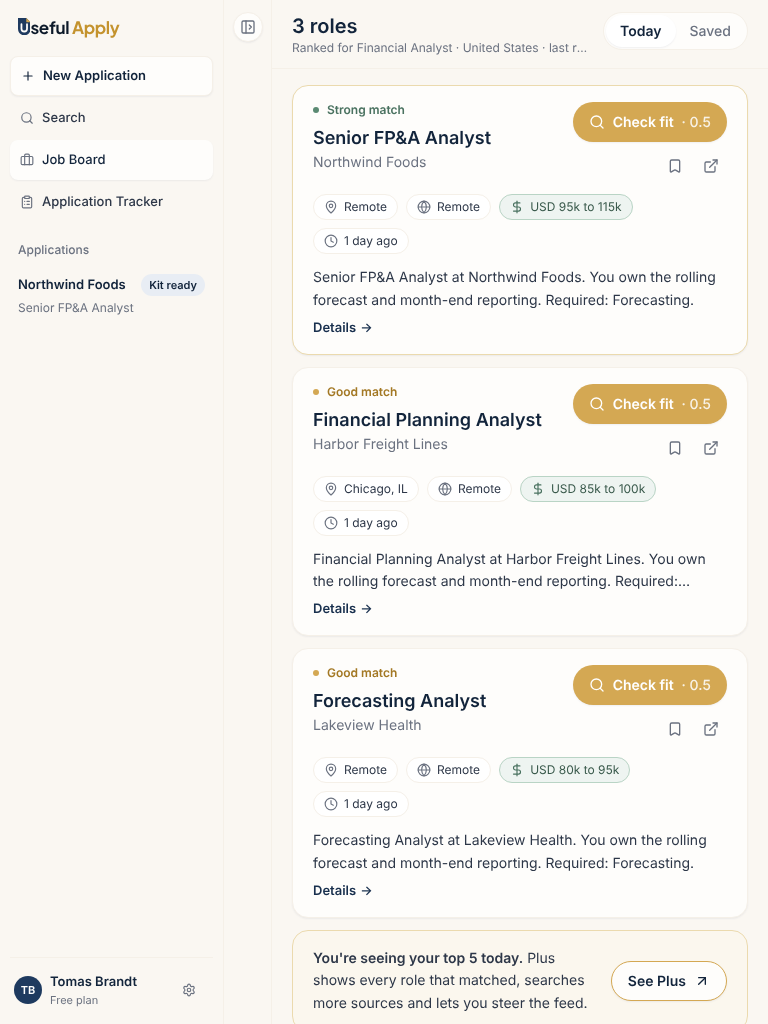 Useful Apply
New Application
Search
Job Board
Application Tracker
Applications
Northwind Foods
Kit ready
Senior FP&A Analyst
TB
Tomas Brandt
Free plan
3 roles
Ranked for Financial Analyst · United States · last r...
Today
Saved
Strong match
Senior FP&A Analyst
Northwind Foods
Check fit · 0.5
Remote
Remote
USD 95k to 115k
1 day ago
Senior FP&A Analyst at Northwind Foods. You own the rolling
forecast and month-end reporting. Required: Forecasting.
Details →
Good match
Financial Planning Analyst
Harbor Freight Lines
Check fit · 0.5
Chicago, IL
Remote
USD 85k to 100k
1 day ago
Financial Planning Analyst at Harbor Freight Lines. You own
the rolling forecast and month-end reporting. Required:...
Details →
Good match
Forecasting Analyst
Lakeview Health
Check fit · 0.5
Remote
Remote
USD 80k to 95k
1 day ago
Forecasting Analyst at Lakeview Health. You own the rolling
forecast and month-end reporting. Required: Forecasting.
Details →
You're seeing your top 5 today. Plus
shows every role that matched, searches
more sources and lets you steer the feed.
See Plus